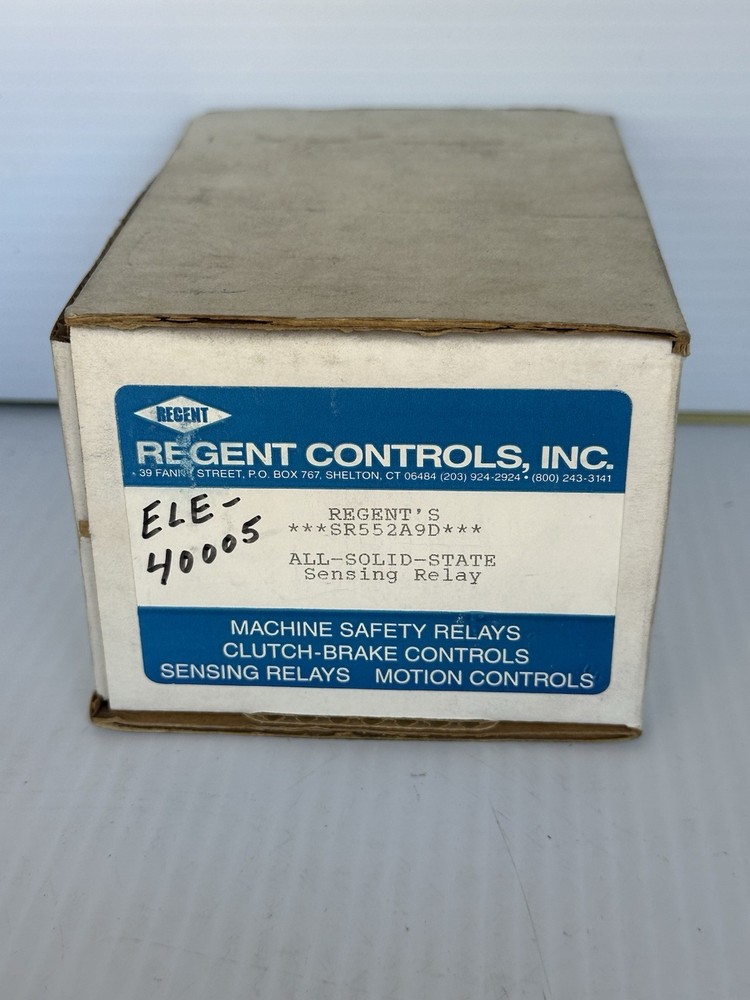 REGENT
REGENT CONTROLS, INC.
39 STREET, P.O. BOX 767, SHELTON, CT 06484 (203) 924-2924 • (800) 243-3141
ELE-
40005
REGENT'S
***SR552A9D***
ALL-SOLID-STATE
Sensing Relay
MACHINE SAFETY RELAYS
CLUTCH-BRAKE CONTROLS
SENSING RELAYS MOTION CONTROLS